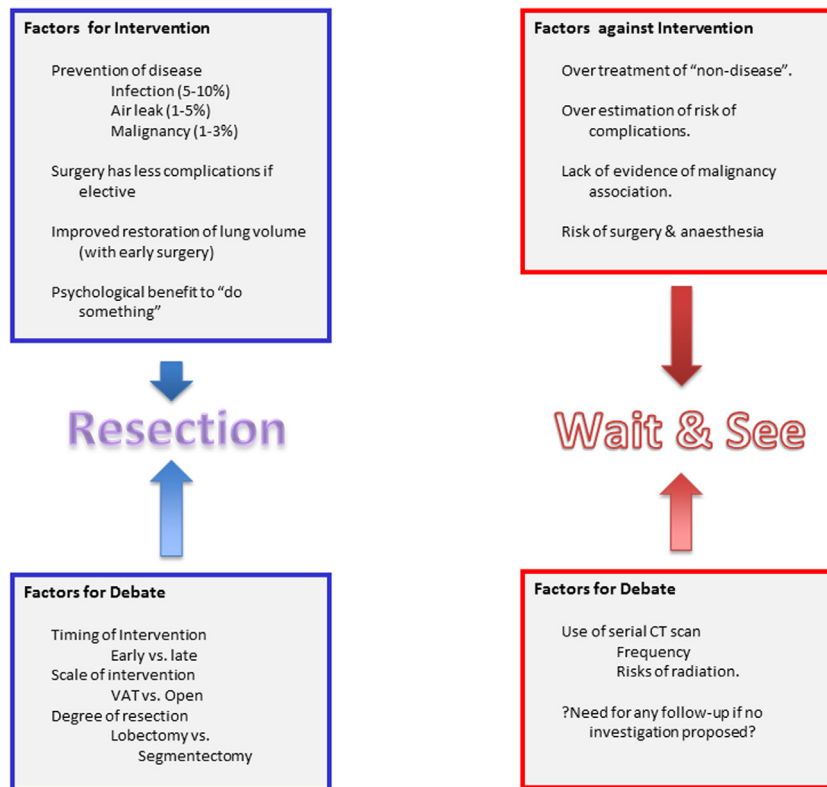 Factors for Intervention
Prevention of disease
Infection (5-10%)
Air leak (1-5%)
Malignancy (1-3%)
Surgery has less complications if
elective
Improved restoration of lung volume
(with early surgery)
Psychological benefit to “do
something”
Resection
Factors for Debate
Timing of Intervention
Early vs. late
Scale of intervention
VAT vs. Open
Degree of resection
Lobectomy vs.
Segmentectomy
Factors against Intervention
Over treatment of “non-disease”.
Over estimation of risk of
complications.
Lack of evidence of malignancy
association.
Risk of surgery & anaesthesia
Wait & See
Factors for Debate
Use of serial CT scan
Frequency
Risks of radiation.
?Need for any follow-up if no
investigation proposed?